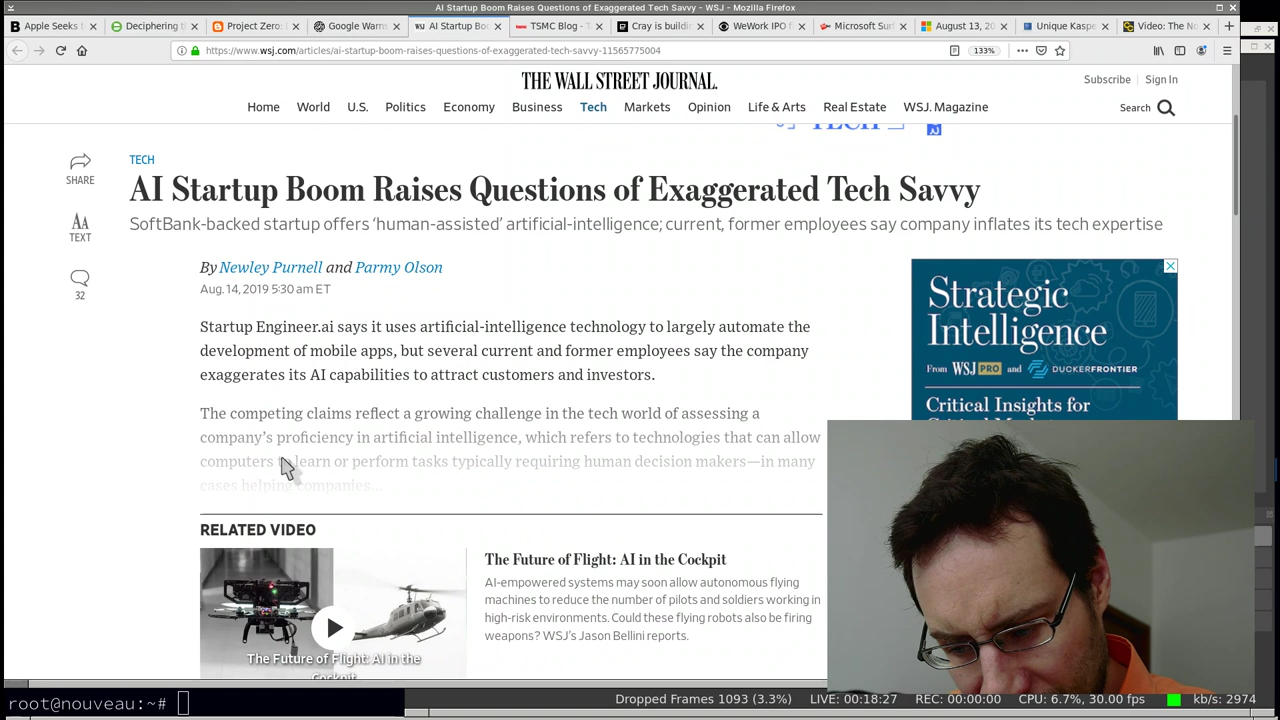 AI Startup Boom Raises Questions of Exaggerated Tech Savvy - WSJ - Mozilla Firefox
Apple Seeks t
Deciphering t
Project Zero:
Google Warns
AI Startup Boo
TSMC Blog - T
Cray is buildin
WeWork IPO f
Microsoft Surf
August 13, 20
Unique Kaspe
Video: The No
https://www.wsj.com/articles/ai-startup-boom-raises-questions-of-exaggerated-tech-savvy-11565775004
133%
THE WALL STREET JOURNAL.
Subscribe
Sign In
Home World U.S. Politics Economy Business Tech Markets Opinion Life & Arts Real Estate WSJ. Magazine
Search
TECH
SHARE
AI Startup Boom Raises Questions of Exaggerated Tech Savvy
SoftBank-backed startup offers ‘human-assisted’ artificial-intelligence; current, former employees say company inflates its tech expertise
AA
TEXT
32
By Newley Purnell and Parmy Olson
Aug. 14, 2019 5:30 am ET
Startup Engineer.ai says it uses artificial-intelligence technology to largely automate the
development of mobile apps, but several current and former employees say the company
exaggerates its AI capabilities to attract customers and investors.
The competing claims reflect a growing challenge in the tech world of assessing a
company’s proficiency in artificial intelligence, which refers to technologies that can allow
computers to learn or perform tasks typically requiring human decision makers—in many
cases helping companies...
Strategic
Intelligence
From WSJ PRO and DUCKERFRONTIER
Critical Insights for
RELATED VIDEO
The Future of Flight: AI in the Cockpit
AI-empowered systems may soon allow autonomous flying
machines to reduce the number of pilots and soldiers working in
high-risk environments. Could these flying robots also be firing
weapons? WSJ’s Jason Bellini reports.
The Future of Flight: AI in the
Cockpit
root@nouveau:~#
Dropped Frames 1093 (3.3%) LIVE: 00:18:27 REC: 00:00:00 CPU: 6.7%, 30.00 fps kb/s: 2974